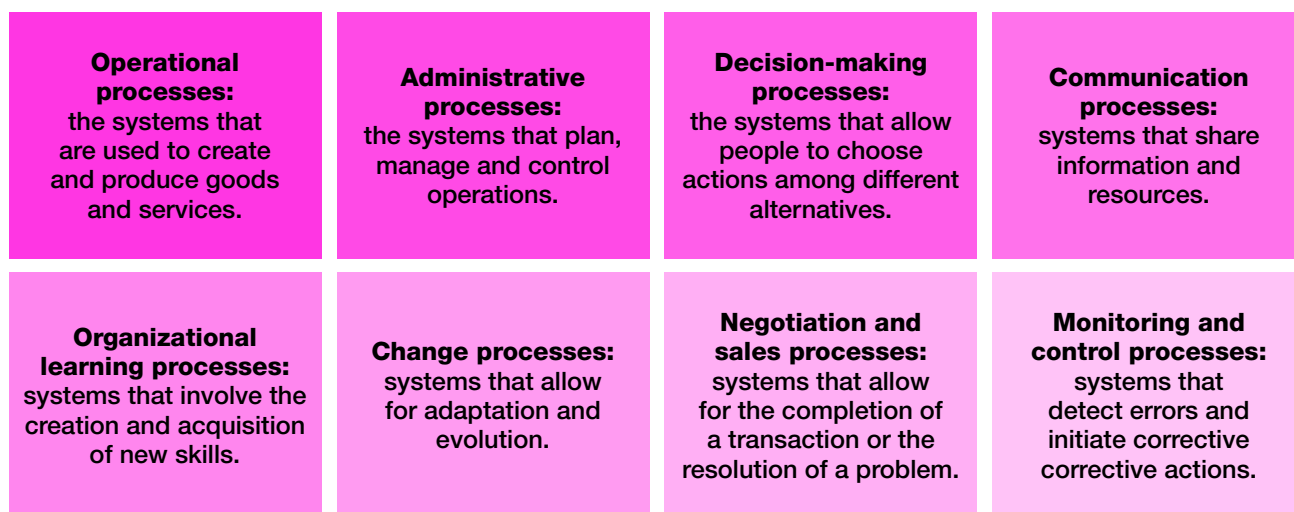 Operational
processes:
the systems that
are used to create
and produce goods
and services.
Administrative
processes:
the systems that plan,
manage and control
operations.
Decision-making
processes:
the systems that allow
people to choose
actions among different
alternatives.
Communication
processes:
systems that share
information and
resources.
Organizational
learning processes:
systems that involve the
creation and acquisition
of new skills.
Change processes:
systems that allow
for adaptation and
evolution.
Negotiation and
sales processes:
systems that allow
for the completion of
a transaction or the
resolution of a problem.
Monitoring and
control processes:
systems that
detect errors and
initiate corrective
corrective actions.